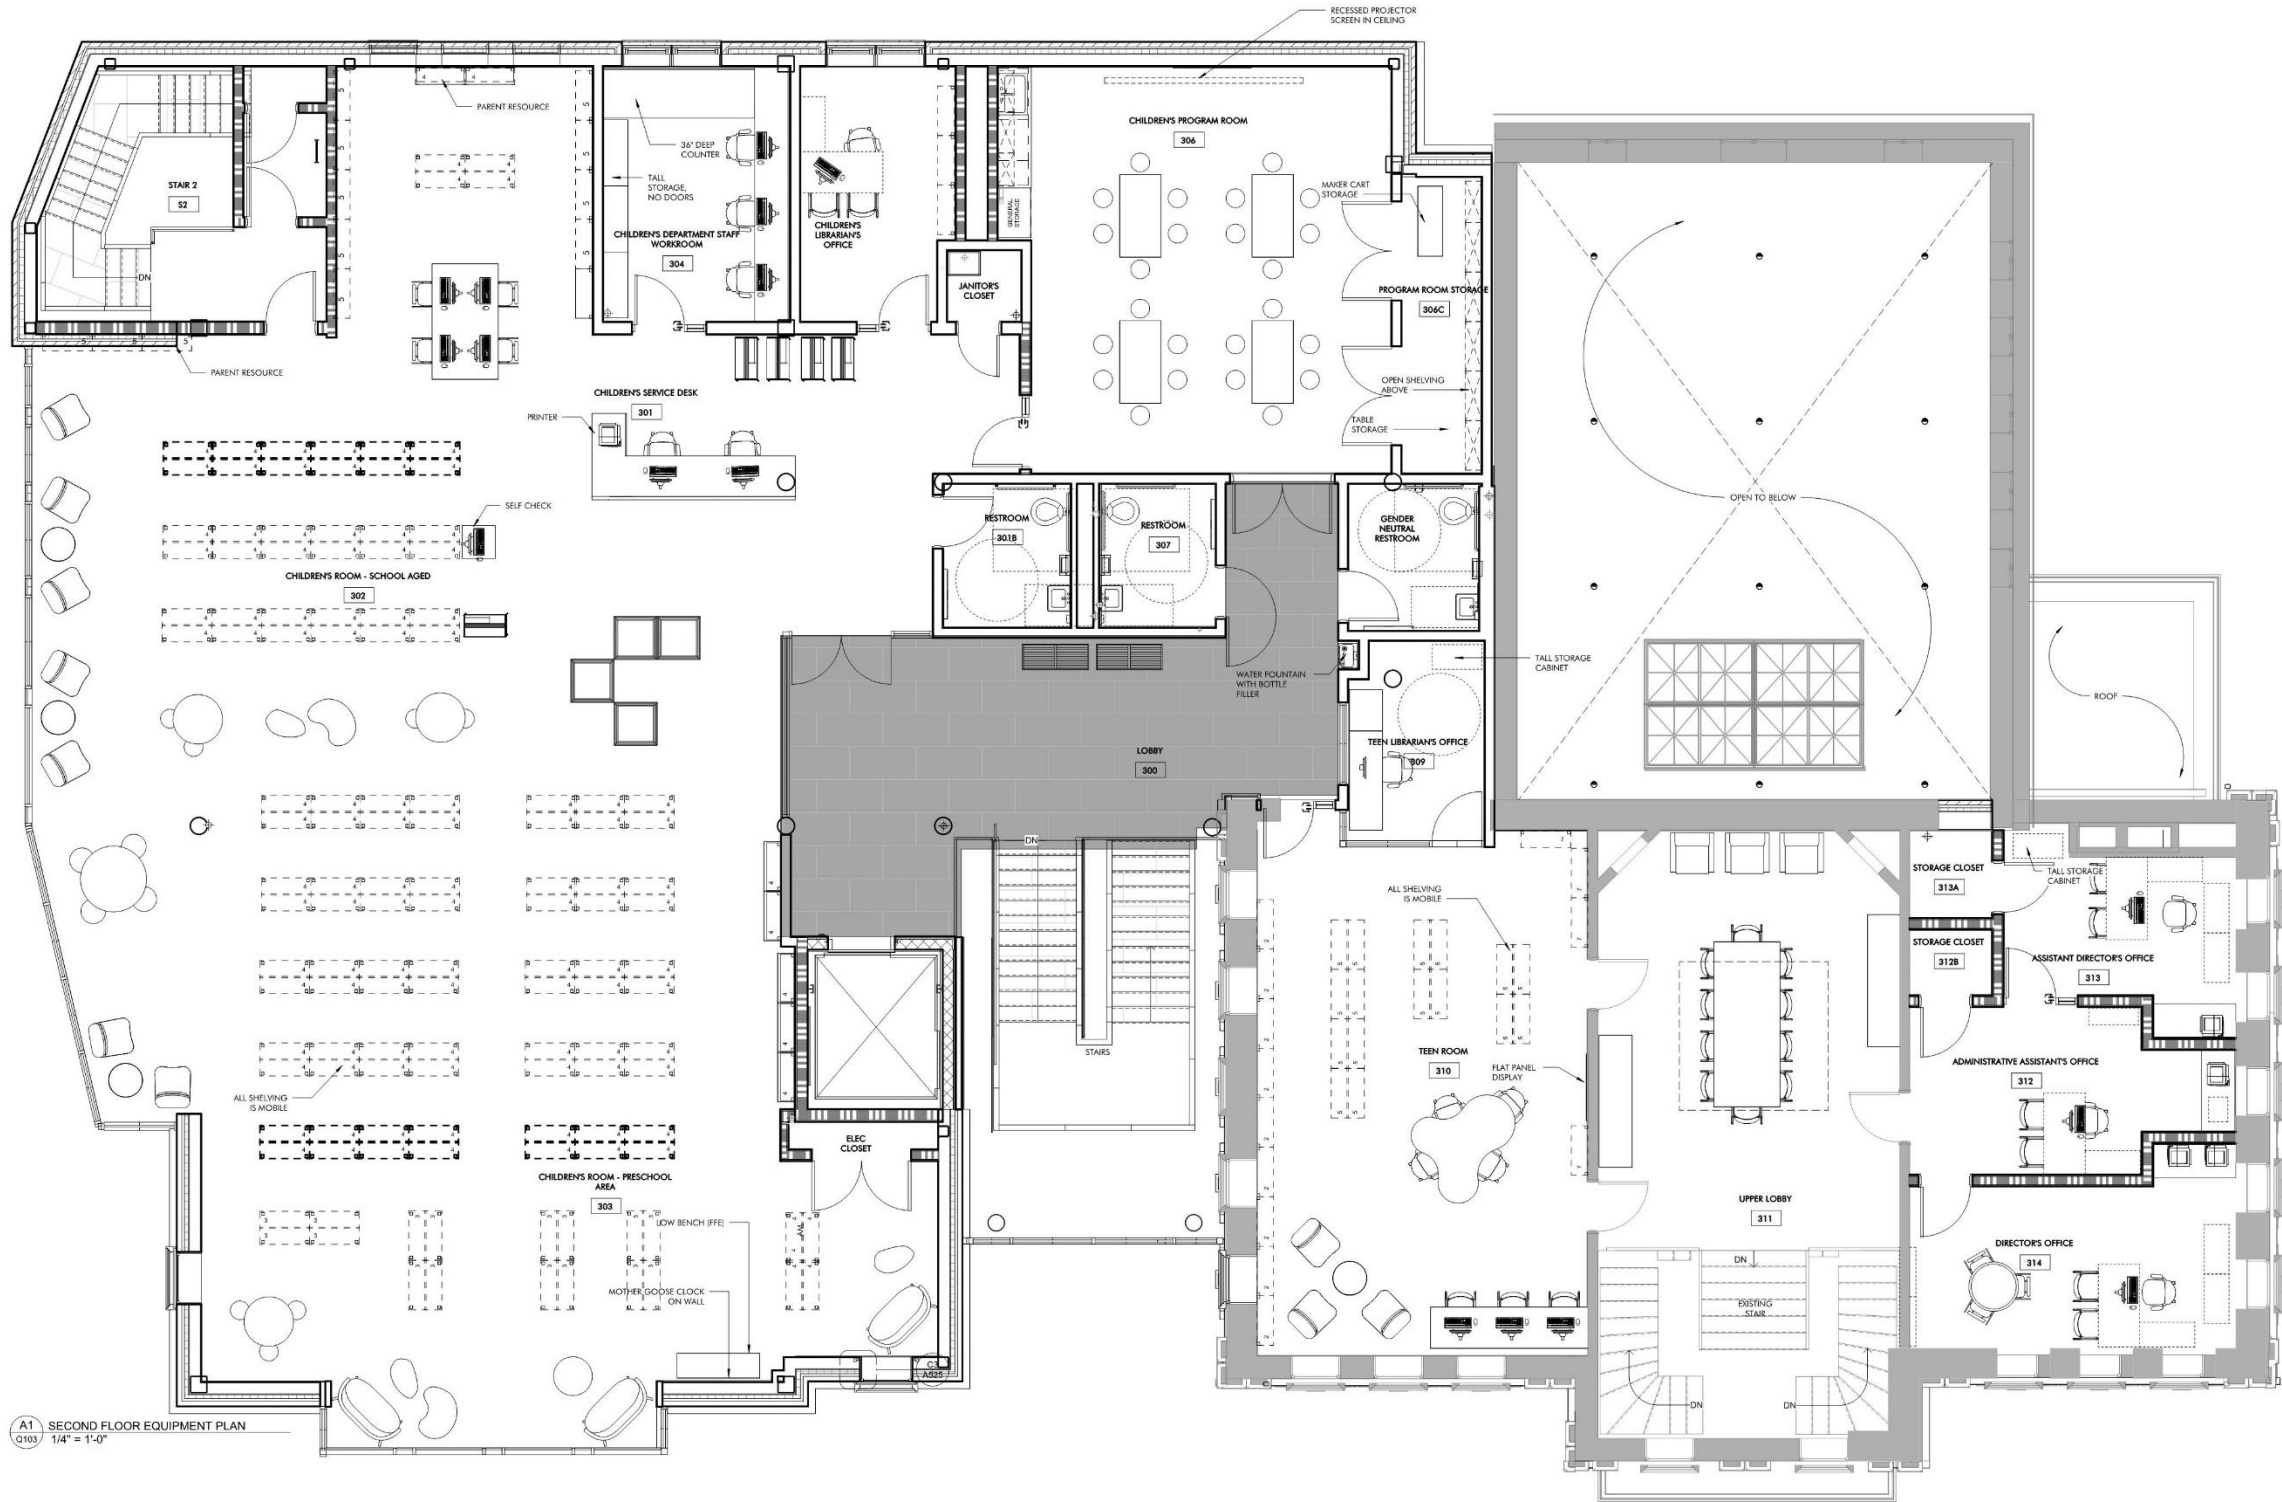 RECESSED PROJECTOR
SCREEN IN CEILING
PARENT RESOURCE
STAIR 2
S2
DN
PARENT RESOURCE
36" DEEP
COUNTER
TALL
STORAGE,
NO DOORS
CHILDREN'S DEPARTMENT STAFF
WORKROOM
304
CHILDREN'S
LIBRARIAN'S
OFFICE
GENERAL
STORAGE
JANITOR'S
CLOSET
CHILDREN'S PROGRAM ROOM
306
MAKER CART
STORAGE
PROGRAM ROOM STORAGE
306C
OPEN SHELVING
ABOVE
TABLE
STORAGE
CHILDREN'S SERVICE DESK
301
PRINTER
SELF CHECK
CHILDREN'S ROOM - SCHOOL AGED
302
RESTROOM
301B
RESTROOM
307
GENDER
NEUTRAL
RESTROOM
OPEN TO BELOW
ROOF
TALL STORAGE
CABINET
WATER FOUNTAIN
WITH BOTTLE
FILLER
LOBBY
300
TEEN LIBRARIAN'S OFFICE
309
DN
STAIRS
ALL SHELVING
IS MOBILE
ALL SHELVING
IS MOBILE
TEEN ROOM
310
FLAT PANEL
DISPLAY
STORAGE CLOSET
313A
TALL STORAGE
CABINET
STORAGE CLOSET
312B
ASSISTANT DIRECTOR'S OFFICE
313
ADMINISTRATIVE ASSISTANT'S OFFICE
312
ELEC
CLOSET
CHILDREN'S ROOM - PRESCHOOL
AREA
303
LOW BENCH (FFE)
MOTHER GOOSE CLOCK
ON WALL
UPPER LOBBY
311
DIRECTOR'S OFFICE
314
DN
EXISTING
STAIR
DN
DN
C3
A525
A1
Q103
SECOND FLOOR EQUIPMENT PLAN
1/4" = 1'-0"